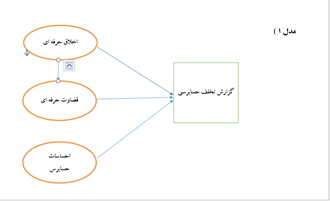 مدل ۱ )
اخلاق حرفه ای
گزارش تخلف حسابرسی
قضاوت حرفه ای
احساسات
حسابرس